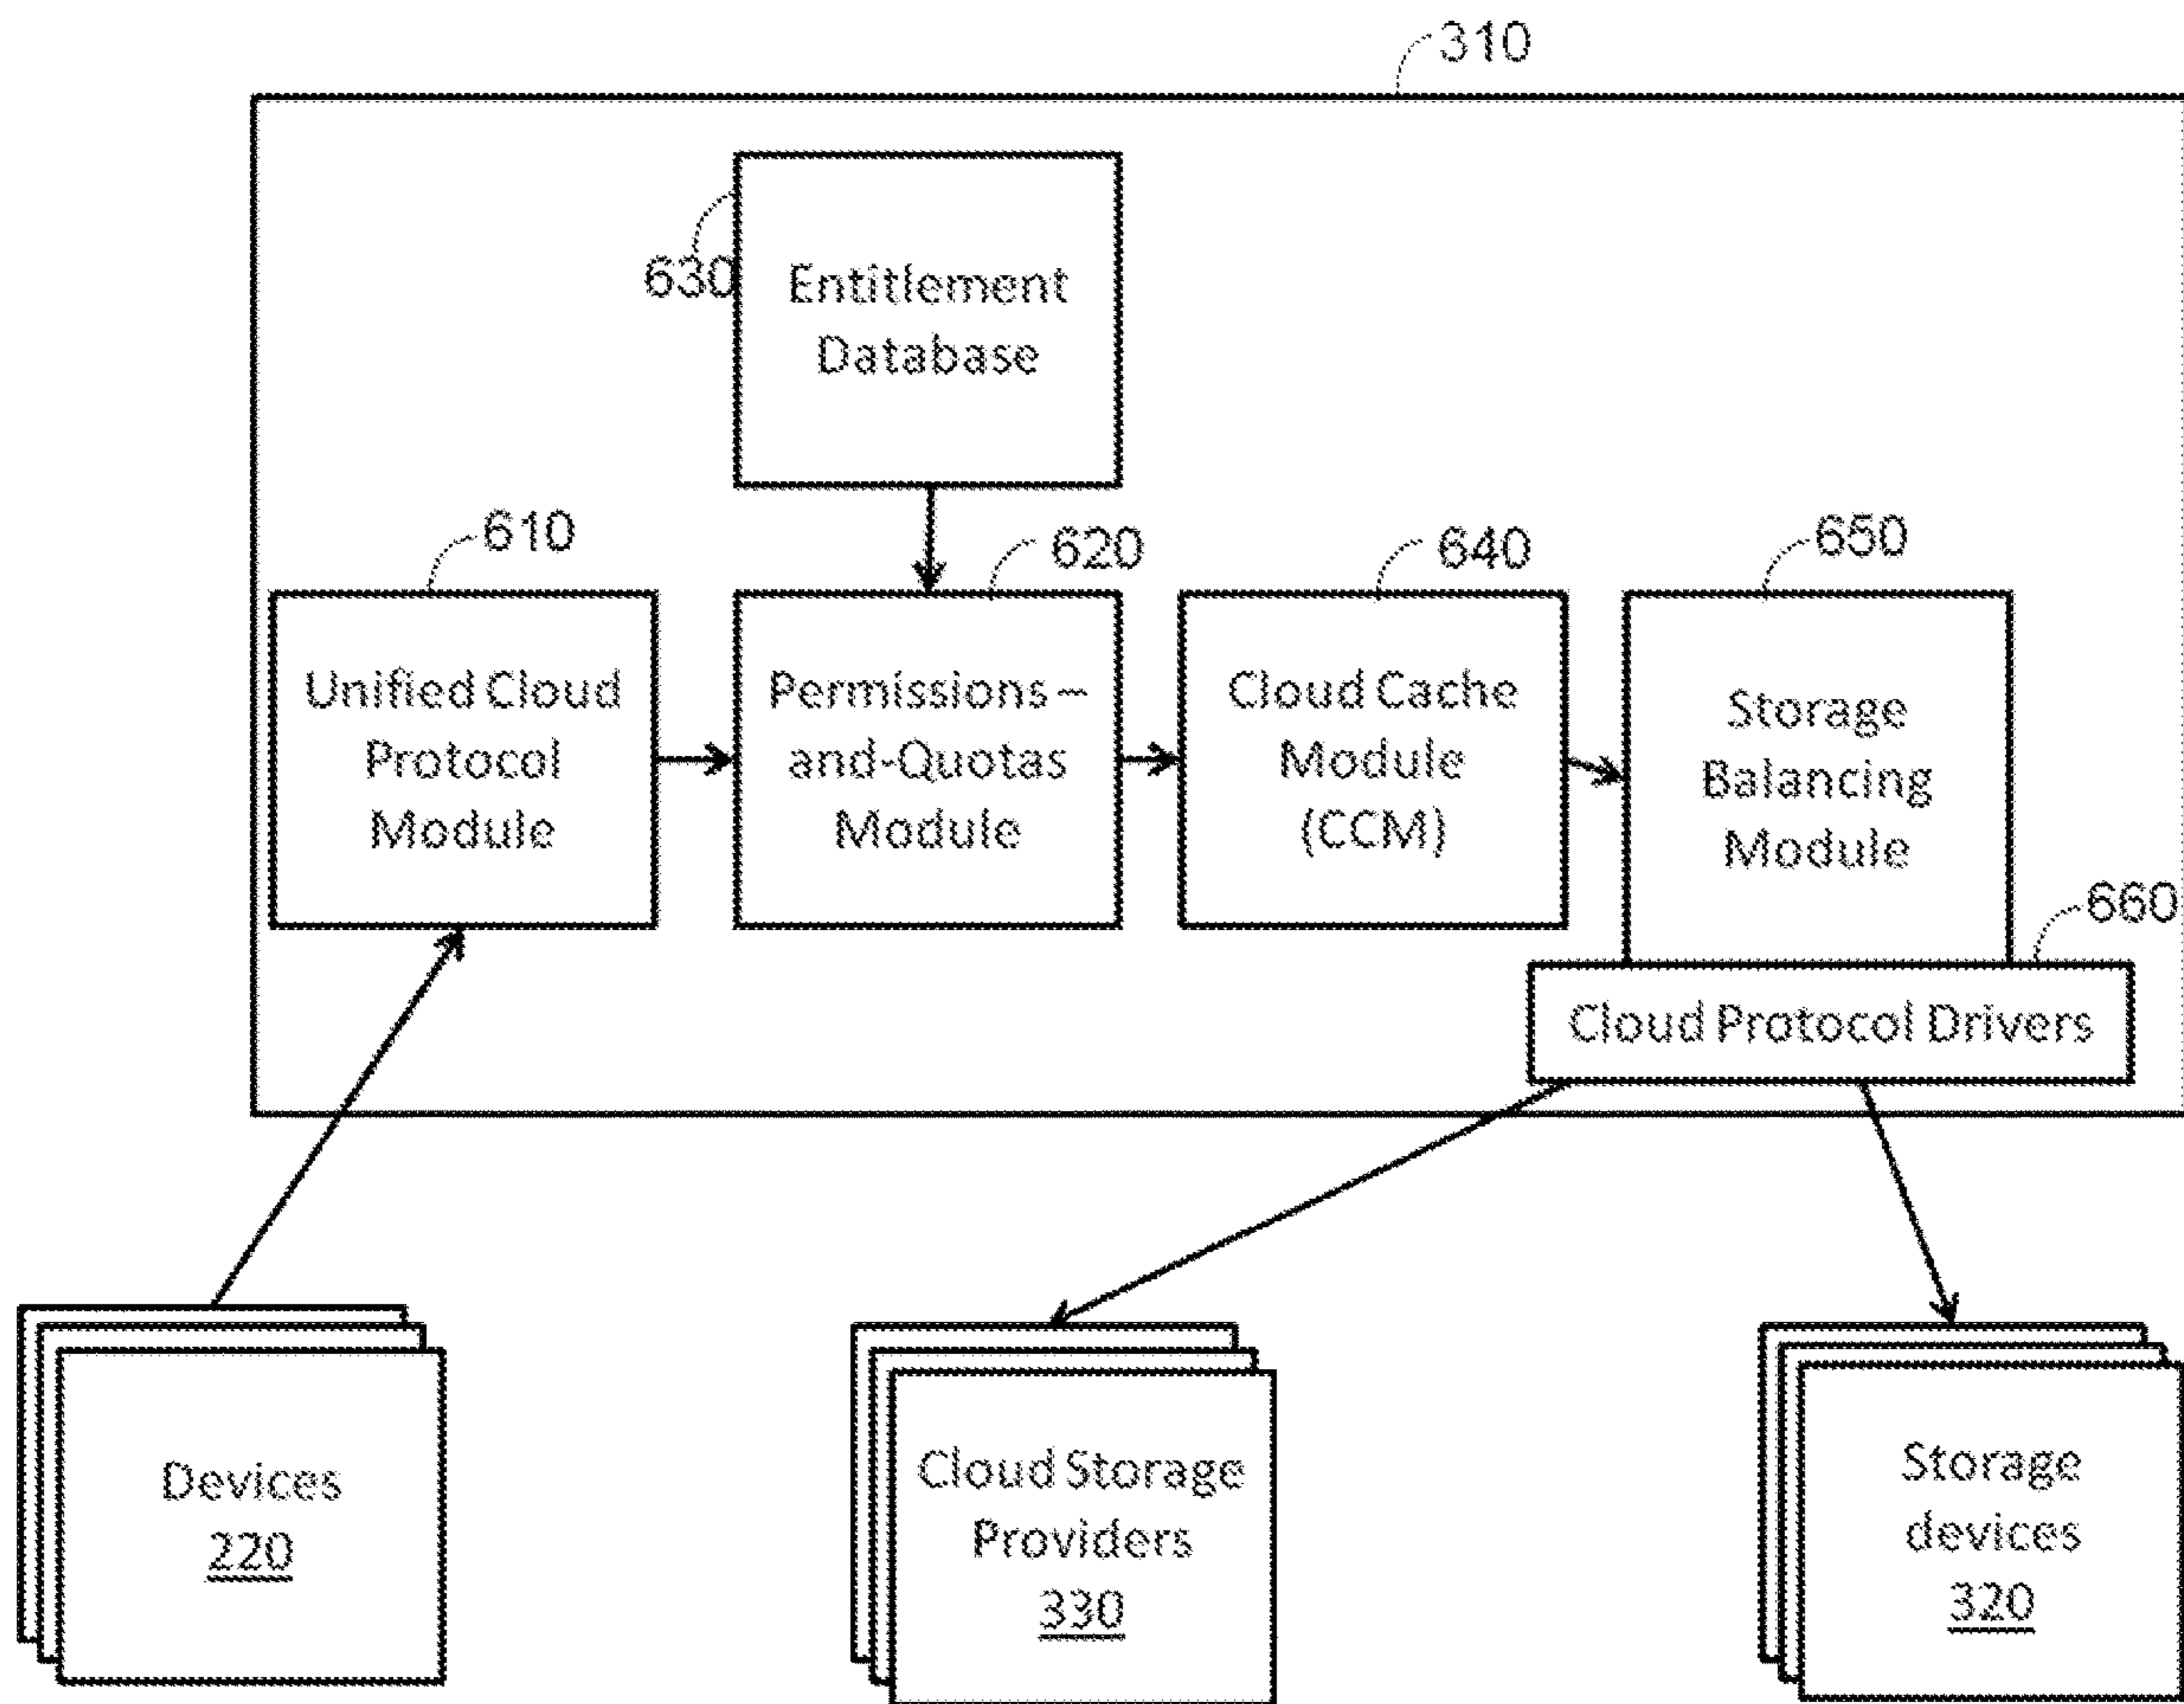 310
630
Entitlement
Database
610
620
640
650
Unified Cloud
Protocol
Module
Permissions –
and-Quotas
Module
Cloud Cache
Module
(CCM)
Storage
Balancing
Module
660
Cloud Protocol Drivers
Devices
220
Cloud Storage
Providers
330
Storage
devices
320